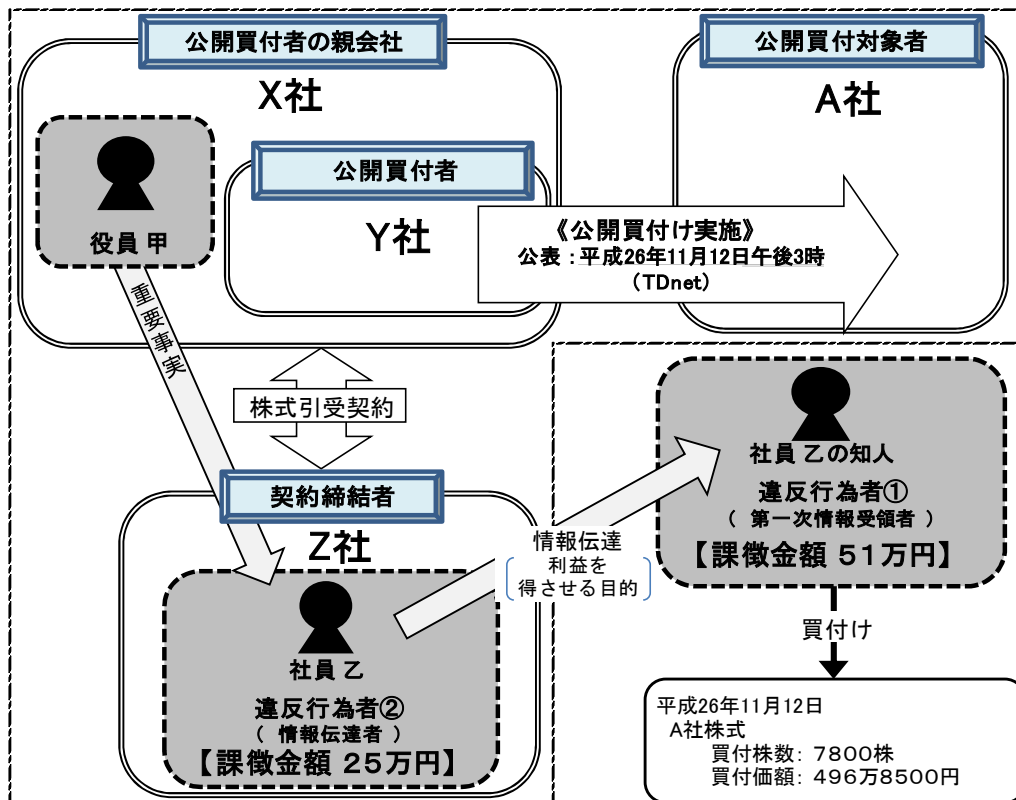 公開買付者の親会社
X社
役員 甲
公開買付者
Y社
公開買付対象者
A社
《公開買付け実施》
公表：平成26年11月12日午後3時
（TDnet）
重要事実
株式引受契約
契約締結者
Z社
社員 乙
違反行為者②
（ 情報伝達者 ）
【課徴金額 25万円】
情報伝達
利益を
得させる目的
社員 乙の知人
違反行為者①
（ 第一次情報受領者 ）
【課徴金額 51万円】
買付け
平成26年11月12日
A社株式
買付株数： 7800株
買付価額： 496万8500円